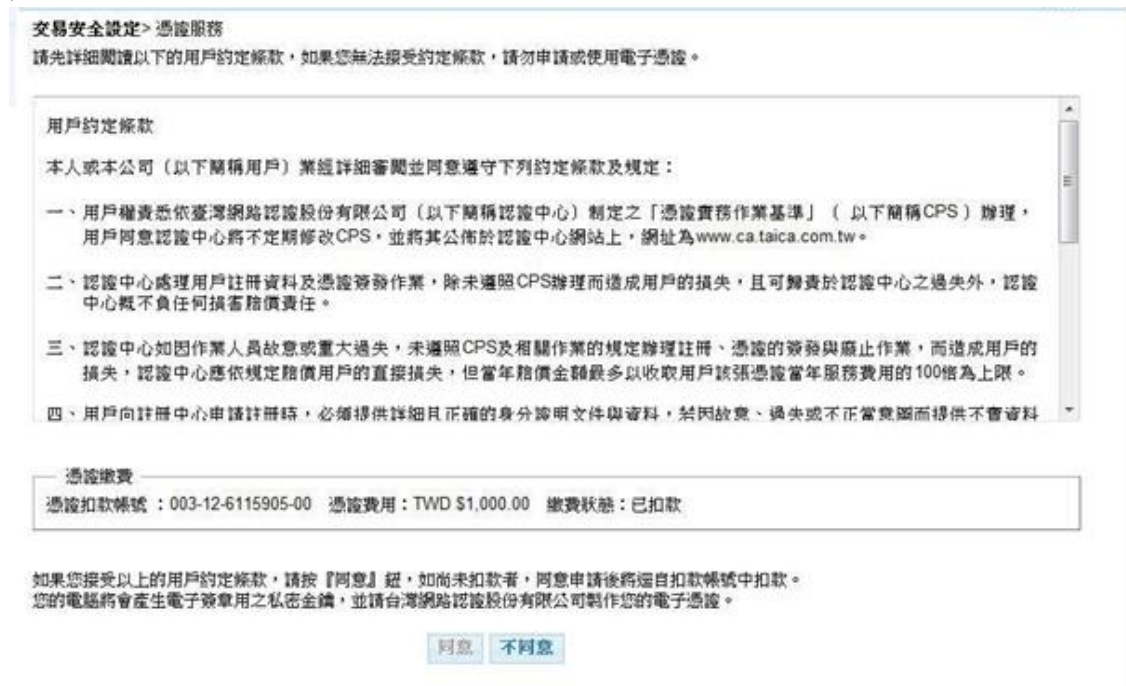 交易安全設定> 憑證服務
請先詳細閱讀以下的用戶約定條款，如果您無法接受約定條款，請勿申請或使用電子憑證。
用戶約定條款
本人或本公司（以下簡稱用戶）業經詳細審閱並同意遵守下列約定條款及規定：
一、用戶權責悉依臺灣網路認證股份有限公司（以下簡稱認證中心）制定之「憑證實務作業基準」（ 以下簡稱CPS ）辦理，
用戶同意認證中心將不定期修改CPS，並將其公佈於認證中心網站上，網址為www.ca.taica.com.tw。
二、認證中心處理用戶註冊資料及憑證簽發作業，除未遵照CPS辦理而造成用戶的損失，且可歸責於認證中心之過失外，認證
中心概不負任何損害賠償責任。
三、認證中心如因作業人員故意或重大過失，未遵照CPS及相關作業的規定辦理註冊、憑證的簽發與廢止作業，而造成用戶的
損失，認證中心應依規定賠償用戶的直接損失，但當年賠償金額最多以收取用戶該張憑證當年服務費用的100倍為上限。
四、用戶向註冊中心申請註冊時，必須提供詳細且正確的身分證明文件與資料，若因故意、過失或不正當意圖而提供不實資料
憑證繳費
憑證扣款帳號 ：003-12-6115905-00 憑證費用：TWD $1,000.00 繳費狀態：已扣款
如果您接受以上的用戶約定條款，請按『同意』鈕，如尚未扣款者，同意申請後將逕自扣款帳號中扣款。
您的電腦將會產生電子簽章用之私密金鑰，並請台灣網路認證股份有限公司製作您的電子憑證。
同意 不同意